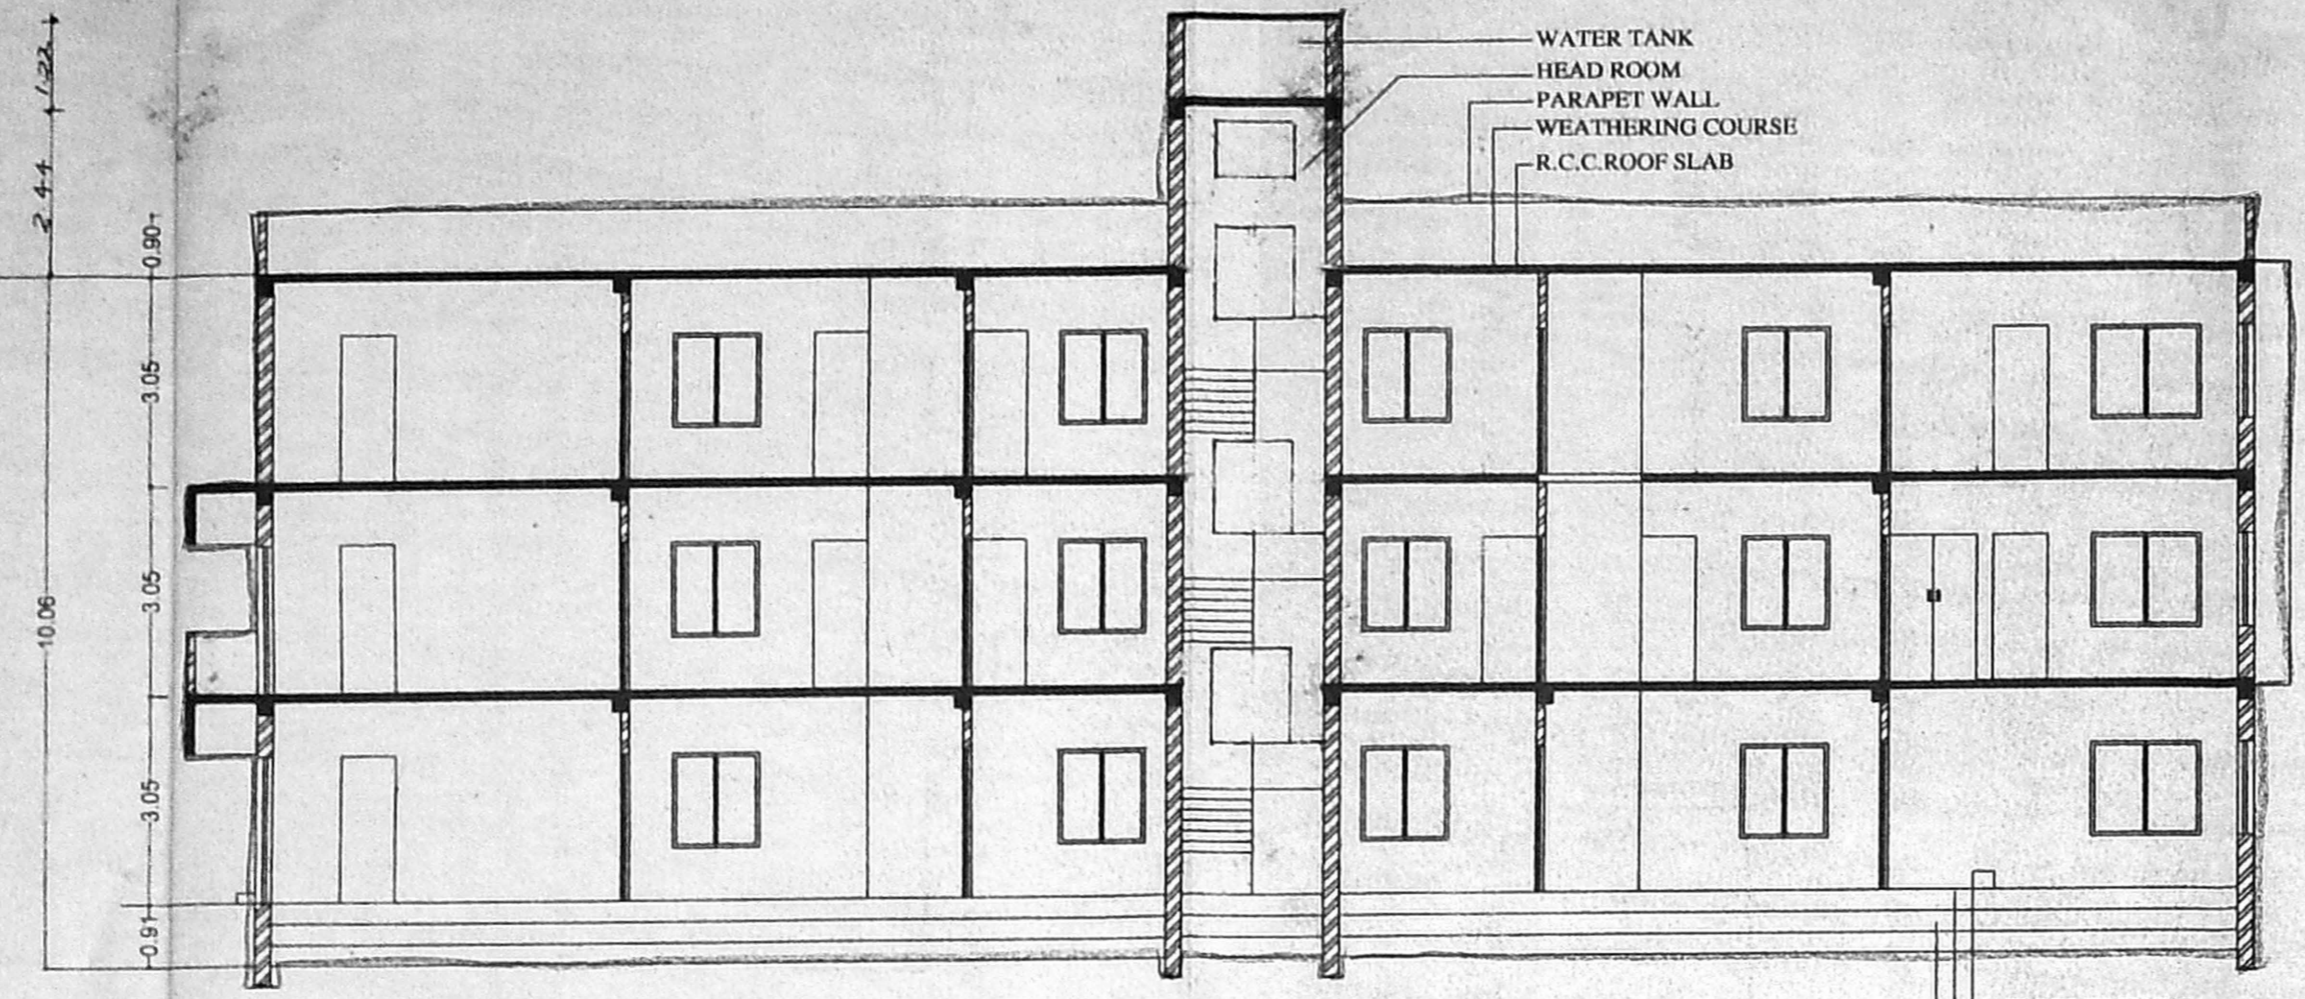 WATER TANK
HEAD ROOM
PARAPET WALL
WEATHERING COURSE
R.C.C.ROOF SLAB
1.22
2.44
0.90
3.05
3.05
10.06
3.05
0.91